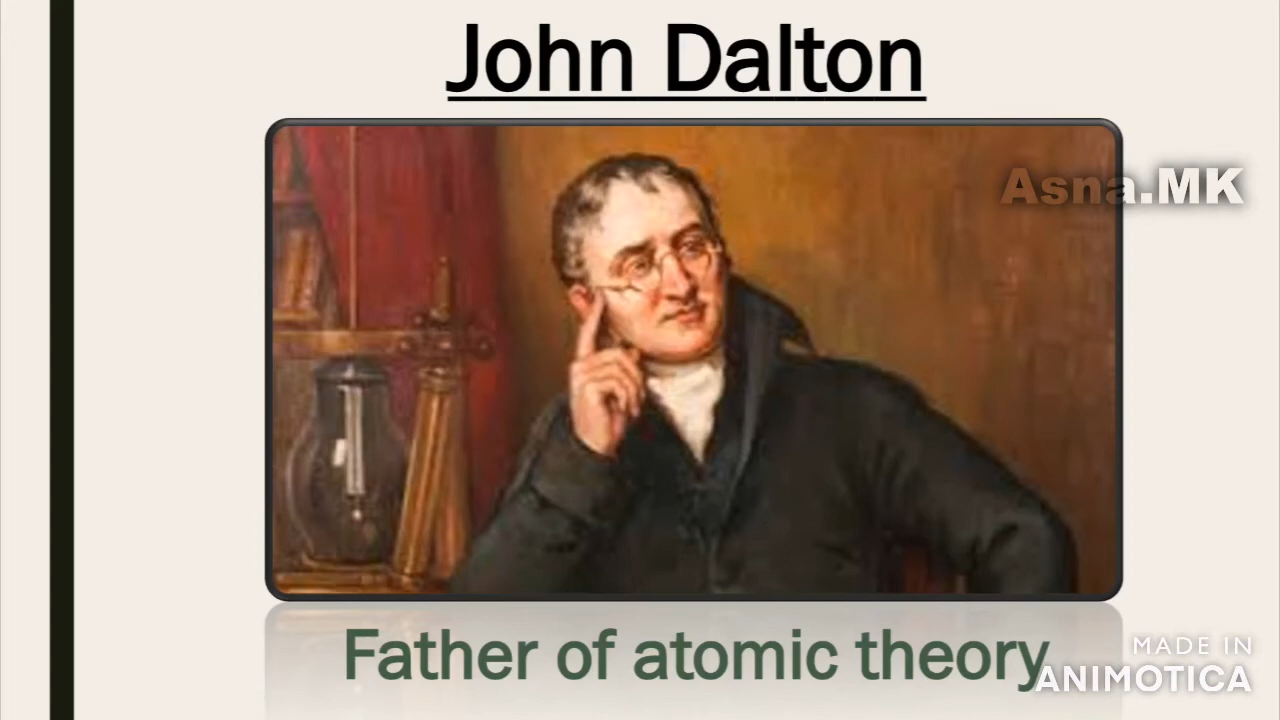 John Dalton
Asna.MK
Father of atomic theory
MADE IN
ANIMOTICA